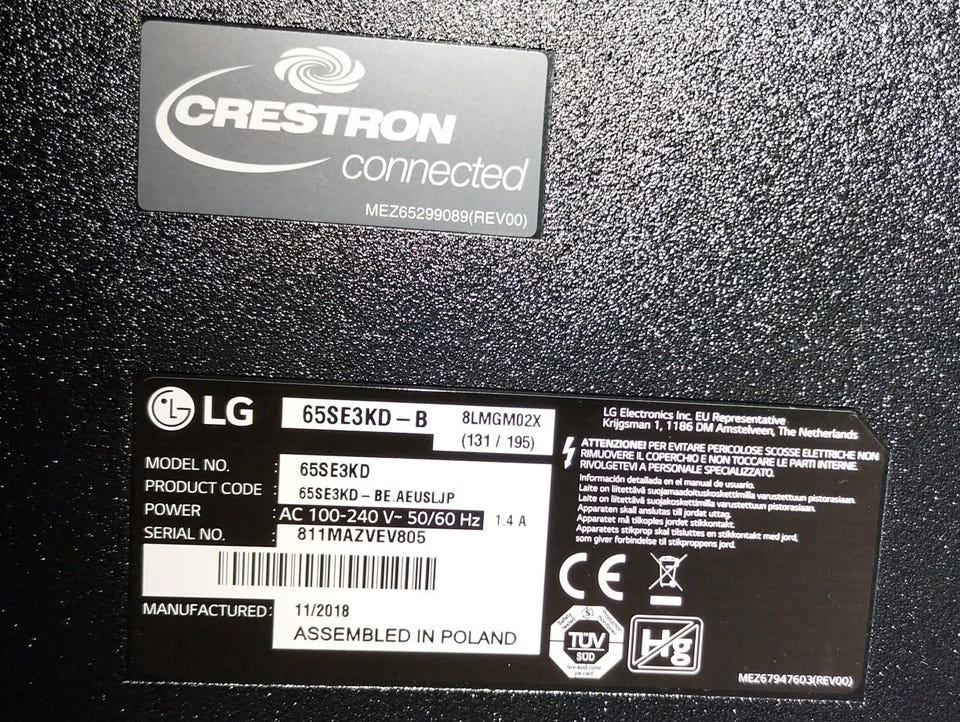 CRESTRON
connected
MEZ65299089(REV00)
LG
65SE3KD-B
8LMGM02X
(131 / 195)
MODEL NO. : 65SE3KD
PRODUCT CODE : 65SE3KD-BE.AEUSLJP
POWER : AC 100-240 V~ 50/60 Hz 1.4 A
SERIAL NO. : 811MAZVEV805
MANUFACTURED : 11/2018
ASSEMBLED IN POLAND
LG Electronics Inc. EU Representative
Krijgsman 1, 1186 DM Amstelveen, The Netherlands
ATTENZIONE! PER EVITARE PERICOLOSE SCOSSE ELETTRICHE NON
RIMUOVERE IL COPERCHIO E NON TOCCARE LE PARTI INTERNE.
RIVOLGETEVI A PERSONALE SPECIALIZZATO.
Información detallada en el manual de usuario.
Laite on liitettävä suojamaadoituskoskettimilla varustettuun pistorasiaan.
Laite on liitettävä suojakoskettimilla varustettuun pistorasiaan.
Apparaten skall anslutas till jordat uttag.
Apparatet må tilkoples jordet stikkontakt.
Apparatets stikprop skal tilsluttes en stikkontakt med jord,
som giver forbindelse til stikproppens jord.
CE
TÜV
SÜD
Hg
MEZ67947603(REV00)